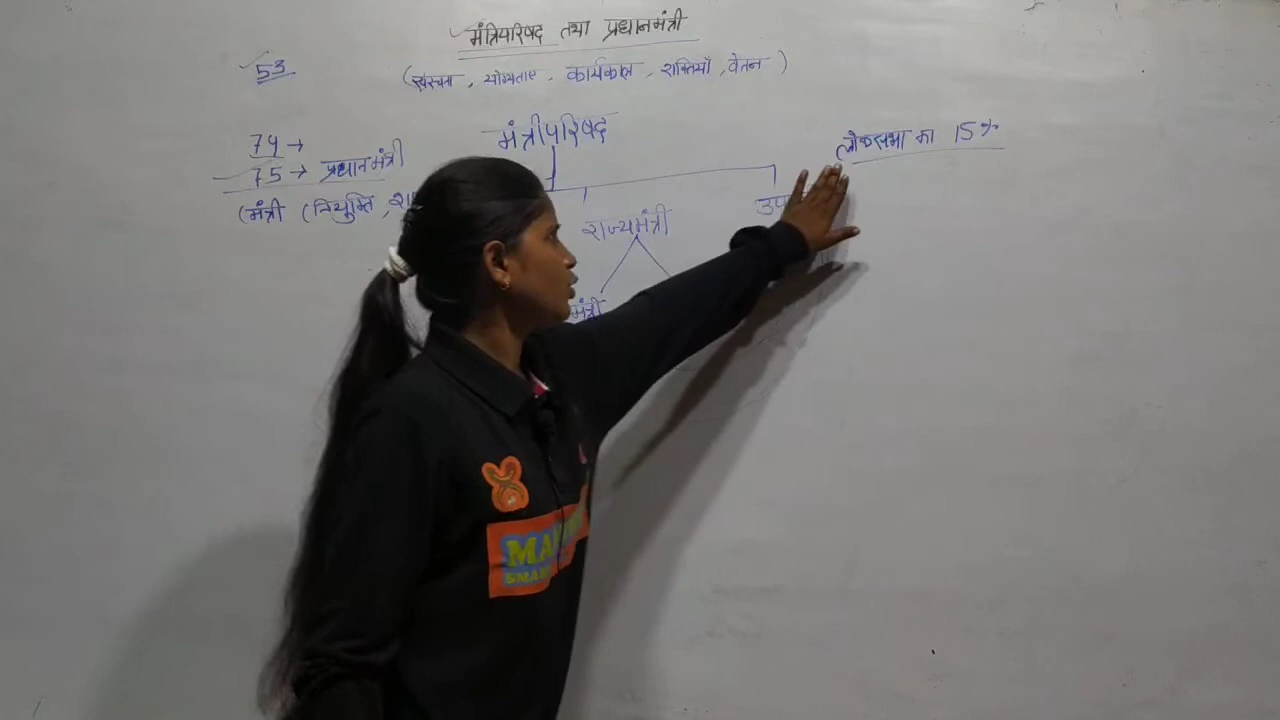 मंत्रिपरिषद तथा प्रधानमंत्री
53
(संरचना, योग्यताए, कार्यकाल, शक्तियाँ, वेतन)
मंत्रीपरिषद
लोकसभा का 15%
74 →
75 → प्रधानमंत्री
(मंत्री (नियुक्ति,
राज्यमंत्री
मंत्री